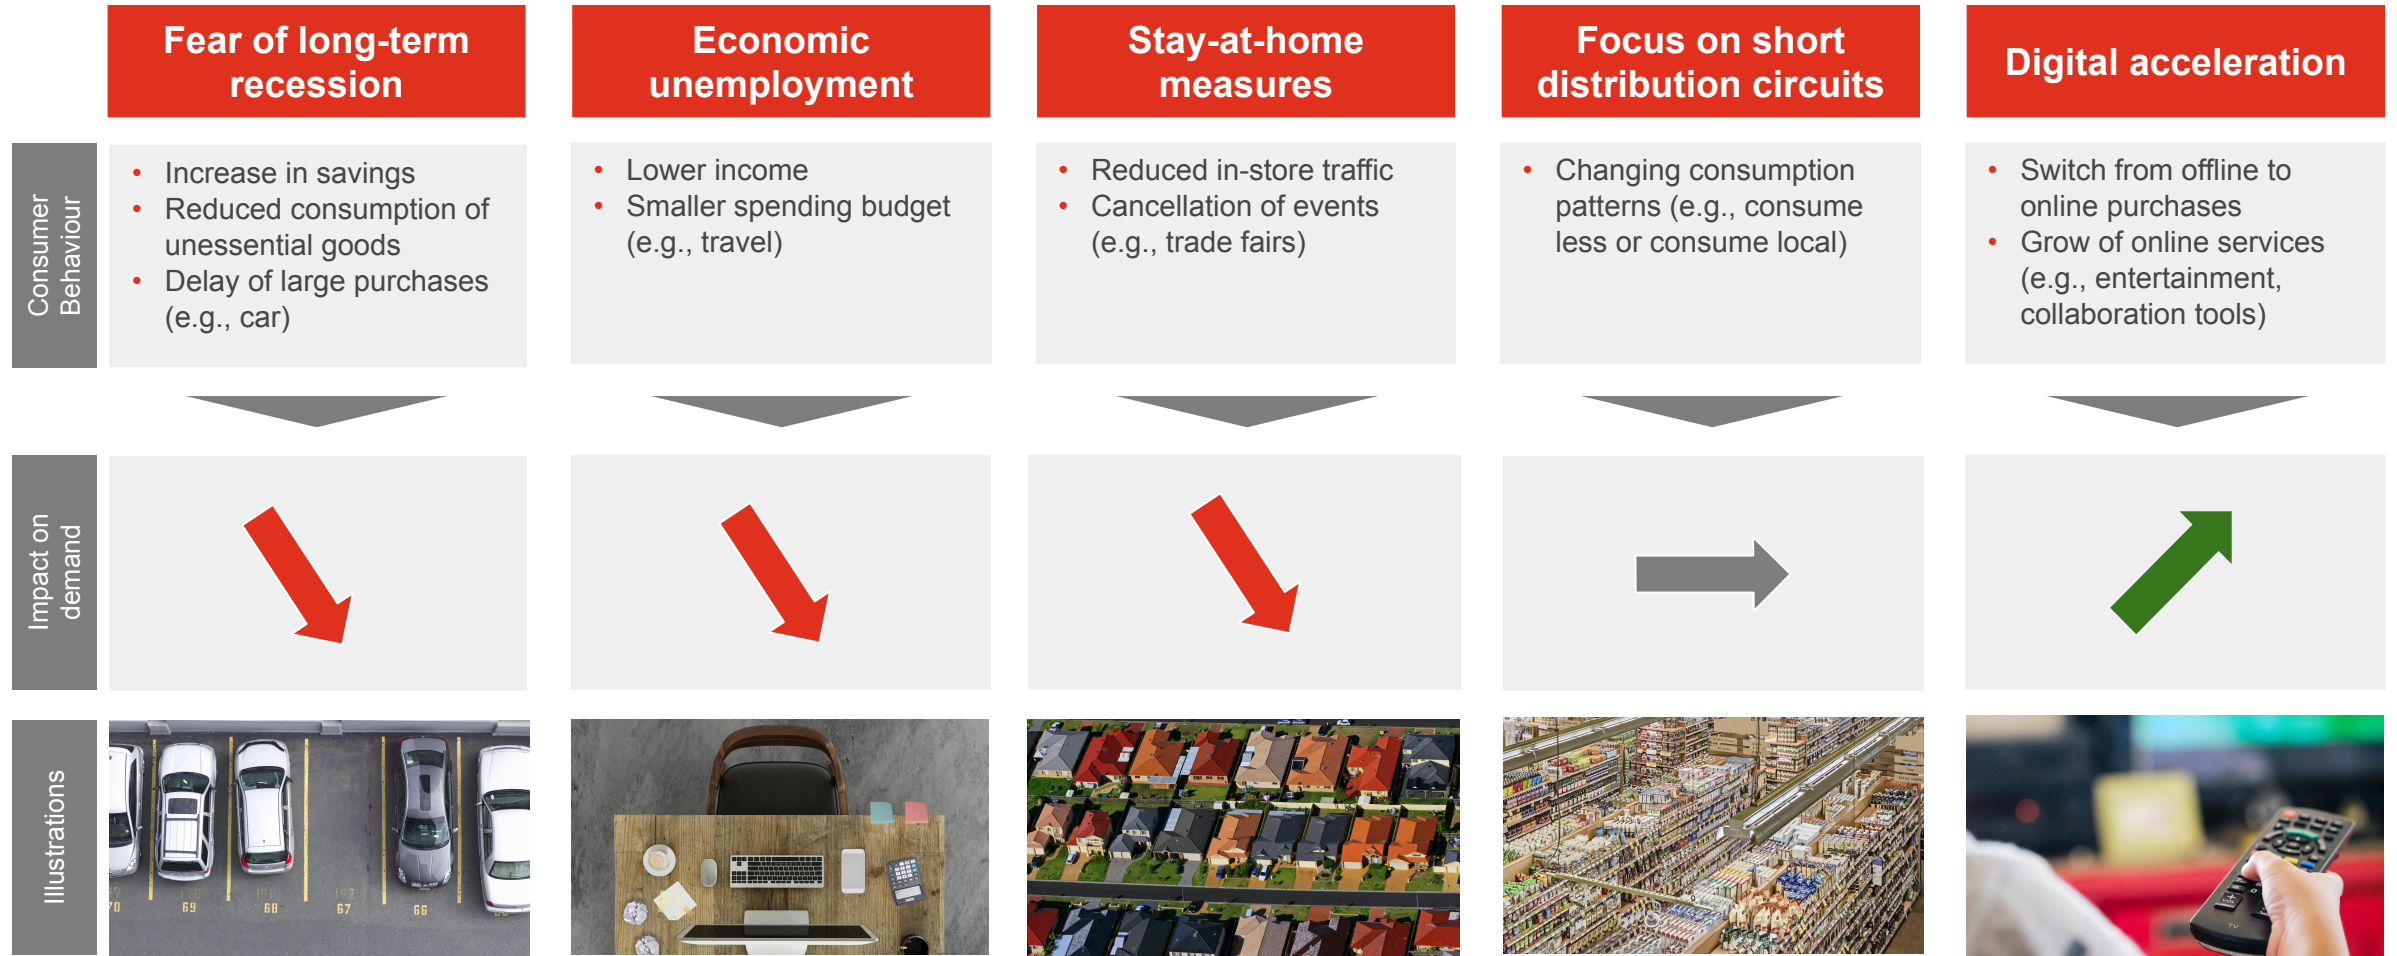 Fear of long-term
recession
Economic
unemployment
Stay-at-home
measures
Focus on short
distribution circuits
Digital acceleration
Consumer
Behaviour
• Increase in savings
• Reduced consumption of
unessential goods
• Delay of large purchases
(e.g., car)
• Lower income
• Smaller spending budget
(e.g., travel)
• Reduced in-store traffic
• Cancellation of events
(e.g., trade fairs)
• Changing consumption
patterns (e.g., consume
less or consume local)
• Switch from offline to
online purchases
• Grow of online services
(e.g., entertainment,
collaboration tools)
Impact on
demand
Illustrations
70
69
68
67
66
TV